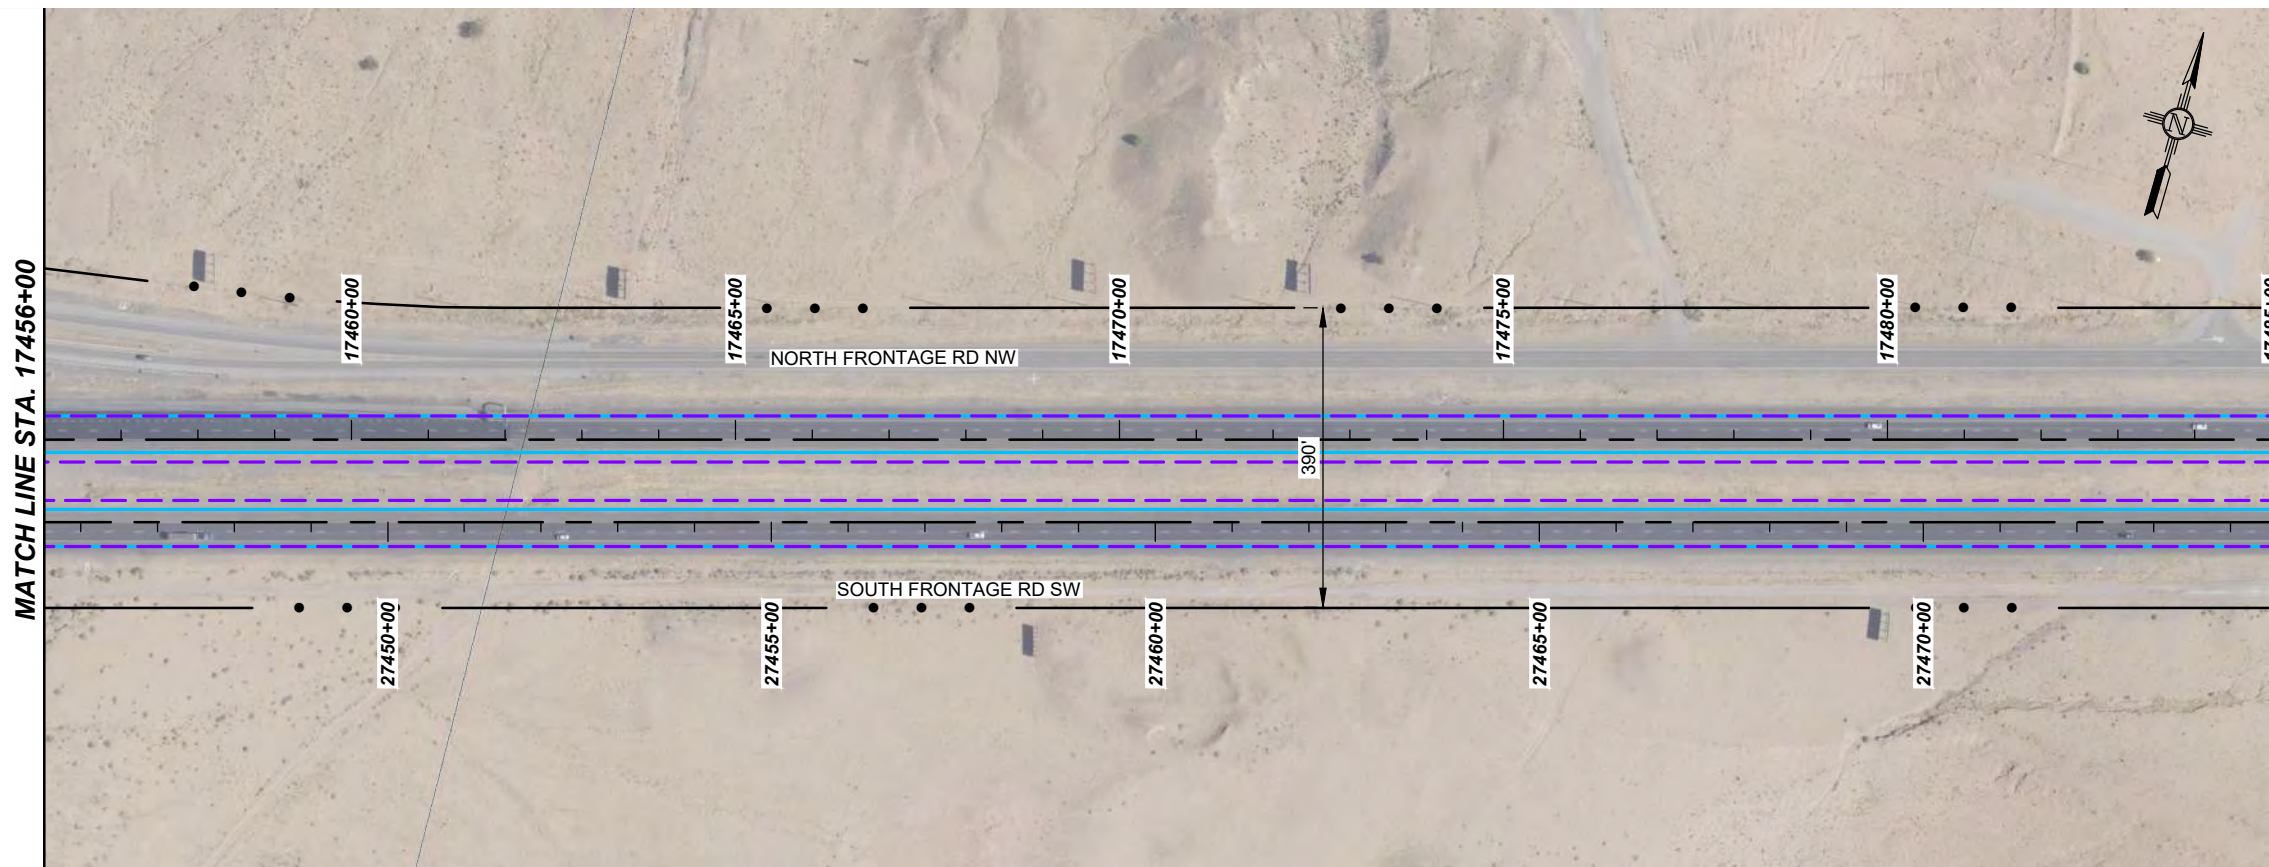 MATCH LINE STA. 17456+00
N
17460+00
17465+00
17470+00
17475+00
17480+00
NORTH FRONTAGE RD NW
390'
SOUTH FRONTAGE RD SW
27450+00
27455+00
27460+00
27465+00
27470+00